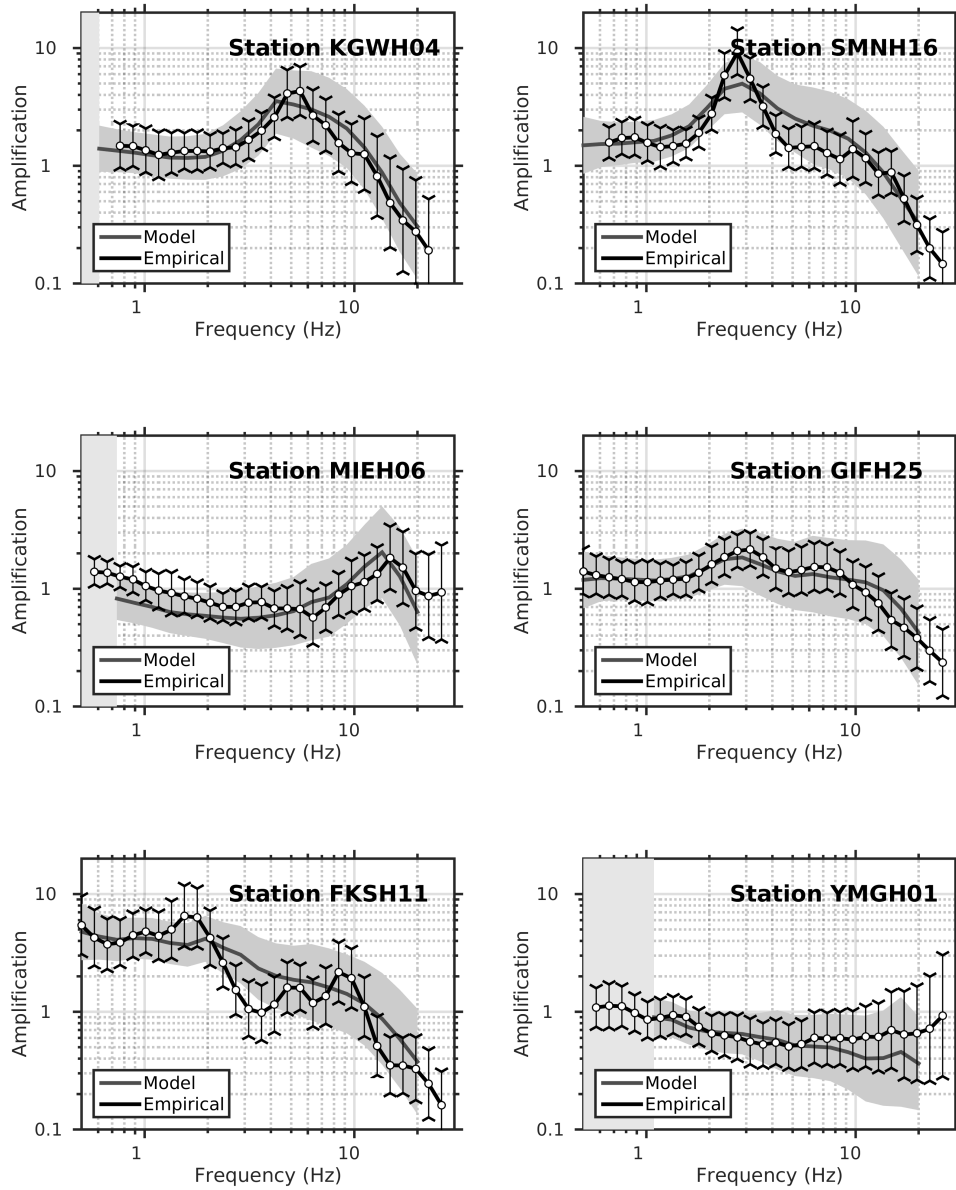 Station KGWH04
10
1
0.1
Amplification
Model
Empirical
1
10
Frequency (Hz)
Station SMNH16
10
1
0.1
Amplification
Model
Empirical
1
10
Frequency (Hz)
Station MIEH06
10
1
0.1
Amplification
Model
Empirical
1
10
Frequency (Hz)
Station GIFH25
10
1
0.1
Amplification
Model
Empirical
1
10
Frequency (Hz)
Station FKSH11
10
1
0.1
Amplification
Model
Empirical
1
10
Frequency (Hz)
Station YMGH01
10
1
0.1
Amplification
Model
Empirical
1
10
Frequency (Hz)